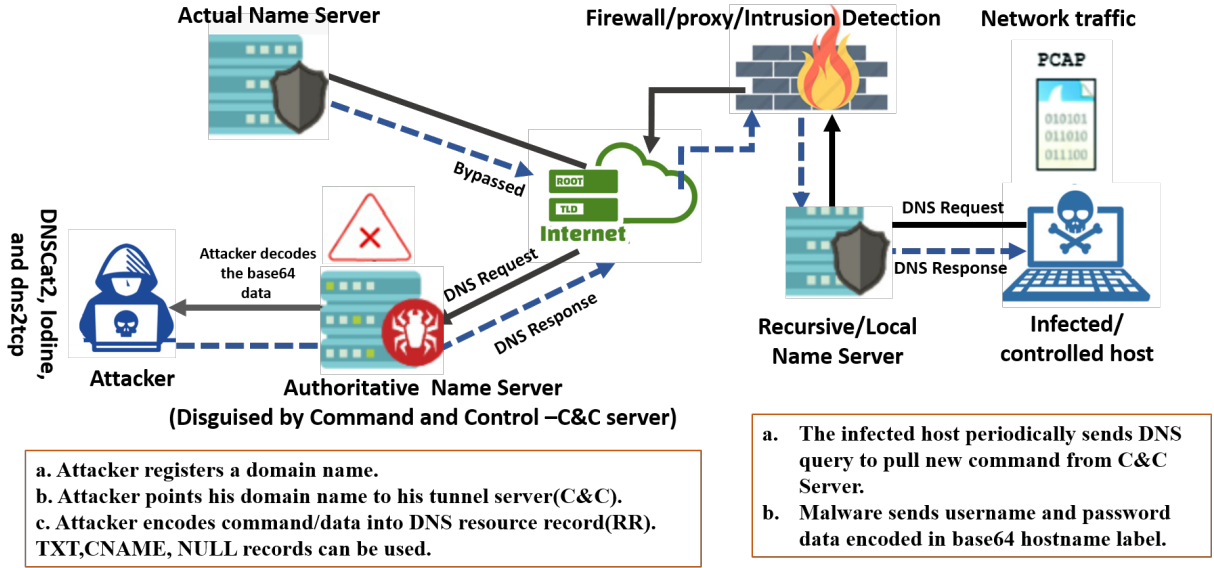 Actual Name Server
Firewall/proxy/Intrusion Detection
Network traffic
PCAP
010101
011010
011100
Bypassed
ROOT
TLD
Internet
DNS Request
DNS Response
DNSCat2, Iodine,
and dns2tcp
Attacker decodes
the base64
data
DNS Request
DNS Response
Attacker
Authoritative Name Server
(Disguised by Command and Control –C&C server)
Recursive/Local
Name Server
Infected/
controlled host
a. Attacker registers a domain name.
b. Attacker points his domain name to his tunnel server(C&C).
c. Attacker encodes command/data into DNS resource record(RR).
TXT,CNAME, NULL records can be used.
a. The infected host periodically sends DNS
query to pull new command from C&C
Server.
b. Malware sends username and password
data encoded in base64 hostname label.